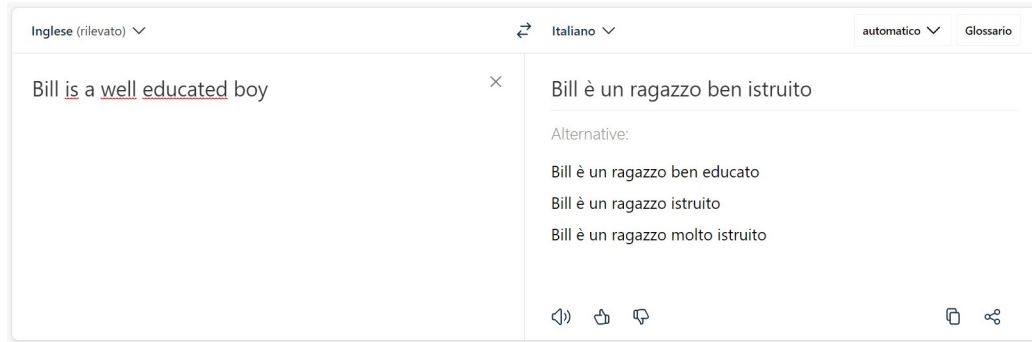 Inglese (rilevato)
Italiano
automatico
Glossario
Bill is a well educated boy
Bill è un ragazzo ben istruito
Alternative:
Bill è un ragazzo ben educato
Bill è un ragazzo istruito
Bill è un ragazzo molto istruito